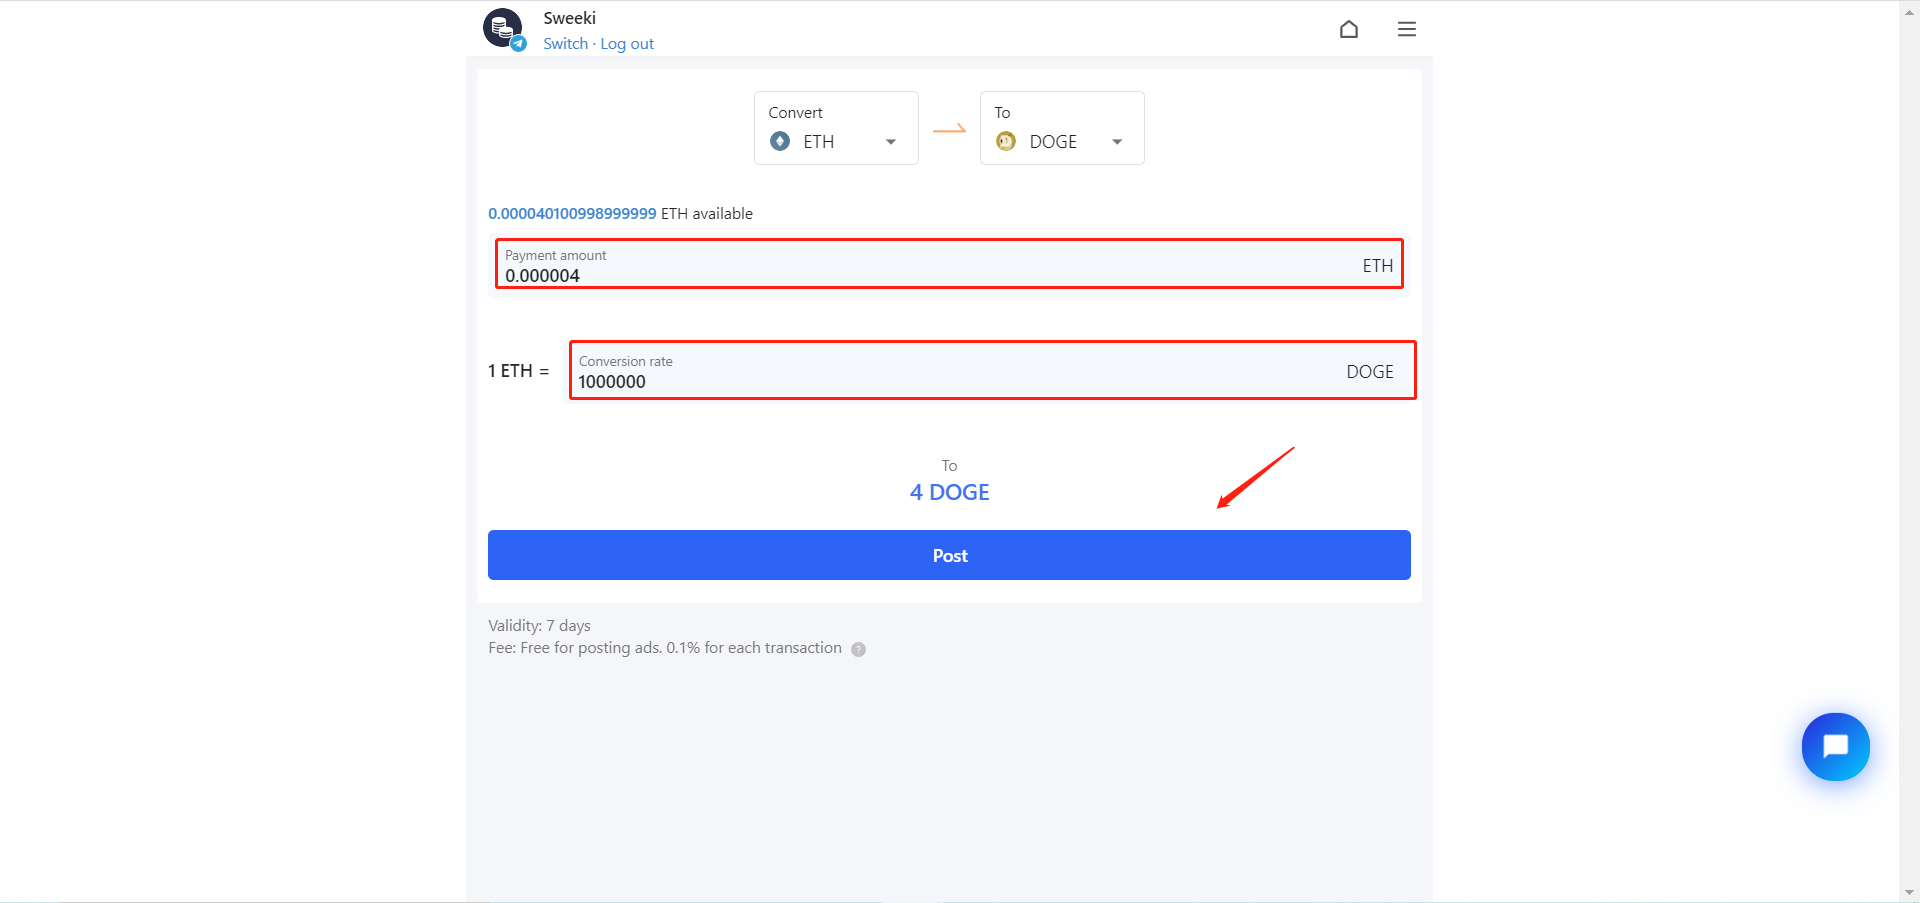 Sweeki
Switch · Log out
Convert
ETH
To
DOGE
0.000040100998999999 ETH available
Payment amount
0.000004
ETH
1 ETH =
Conversion rate
1000000
DOGE
To
4 DOGE
Post
Validity: 7 days
Fee: Free for posting ads. 0.1% for each transaction ?